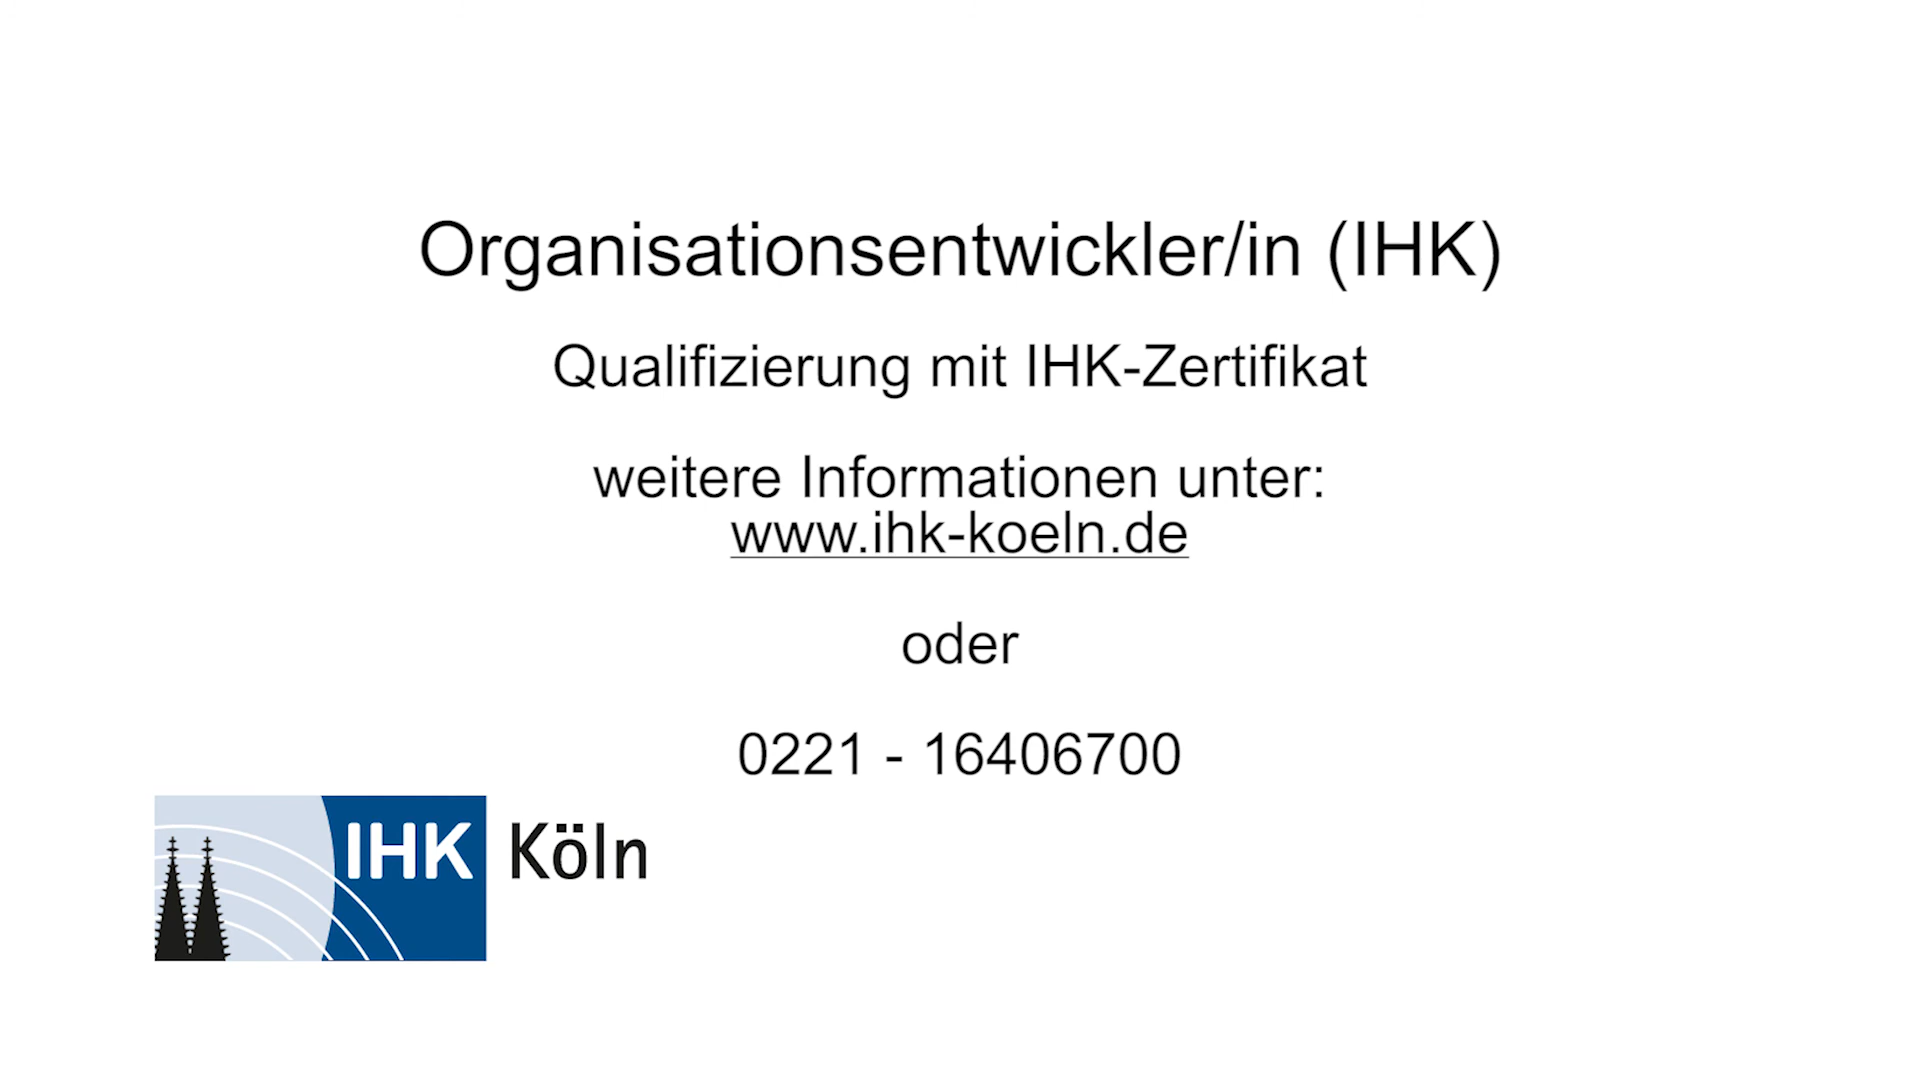 Organisationsentwickler/in (IHK)
Qualifizierung mit IHK-Zertifikat
weitere Informationen unter:
www.ihk-koeln.de
oder
0221 - 16406700
IHK Köln